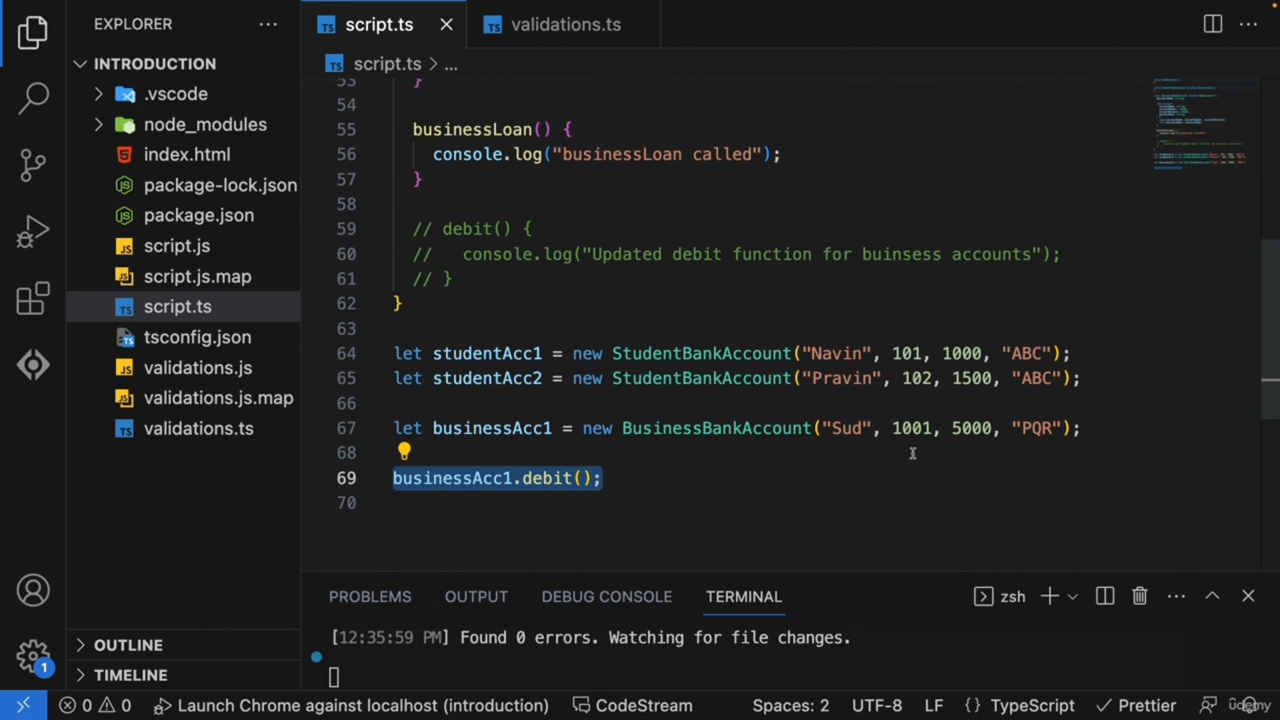 EXPLORER
script.ts
TS validations.ts
INTRODUCTION
.vscode
node_modules
index.html
package-lock.json
package.json
script.js
script.js.map
script.ts
tsconfig.json
validations.js
validations.js.map
validations.ts
OUTLINE
TIMELINE
TS script.ts > ...
53 }
54
55 businessLoan() {
56 console.log("businessLoan called");
57 }
58
59 // debit() {
60 // console.log("Updated debit function for buinsess accounts");
61 // }
62 }
63
64 let studentAcc1 = new StudentBankAccount("Navin", 101, 1000, "ABC");
65 let studentAcc2 = new StudentBankAccount("Pravin", 102, 1500, "ABC");
66
67 let businessAcc1 = new BusinessBankAccount("Sud", 1001, 5000, "PQR");
68
69 businessAcc1.debit();
70
PROBLEMS OUTPUT DEBUG CONSOLE TERMINAL zsh
[12:35:59 PM] Found 0 errors. Watching for file changes.
1
0 0 Launch Chrome against localhost (introduction) CodeStream Spaces: 2 UTF-8 LF {} TypeScript Prettier
udemy